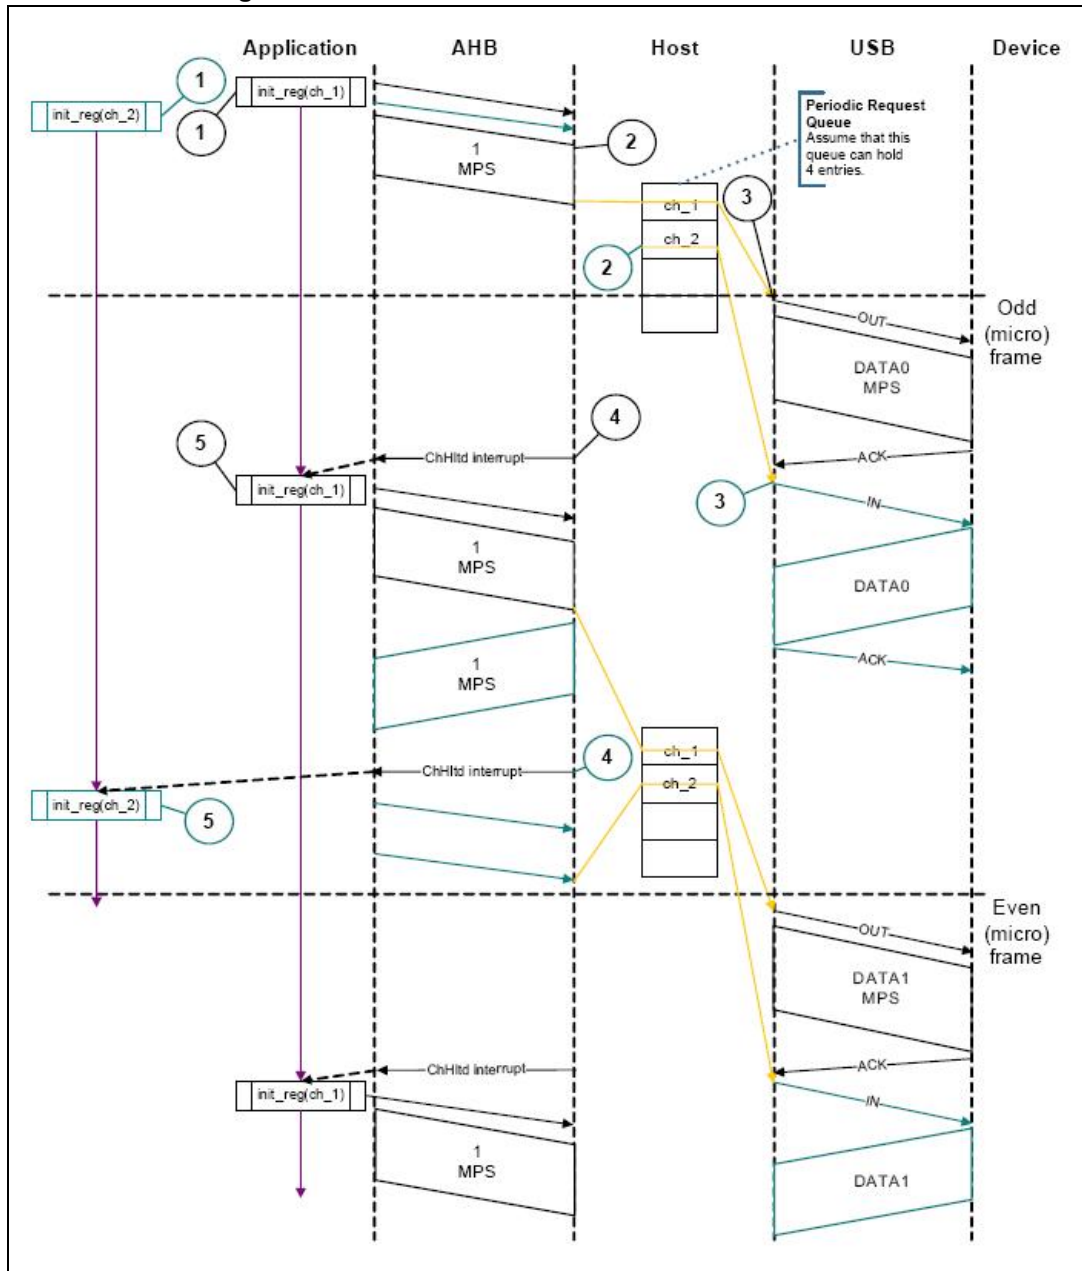 Application
AHB
Host
USB
Device
1
init_reg(ch_1)
init_reg(ch_2)
1
Periodic Request
Queue
Assume that this
queue can hold
4 entries.
1
MPS
2
3
ch_1
ch_2
2
Odd
(micro)
frame
OUT
DATA0
MPS
4
5
ChHltd interrupt
ACK
init_reg(ch_1)
3
IN
1
MPS
DATA0
1
MPS
ACK
ch_1
4
ChHltd interrupt
ch_2
init_reg(ch_2)
5
Even
(micro)
frame
OUT
DATA1
MPS
ChHltd interrupt
ACK
init_reg(ch_1)
IN
1
MPS
DATA1